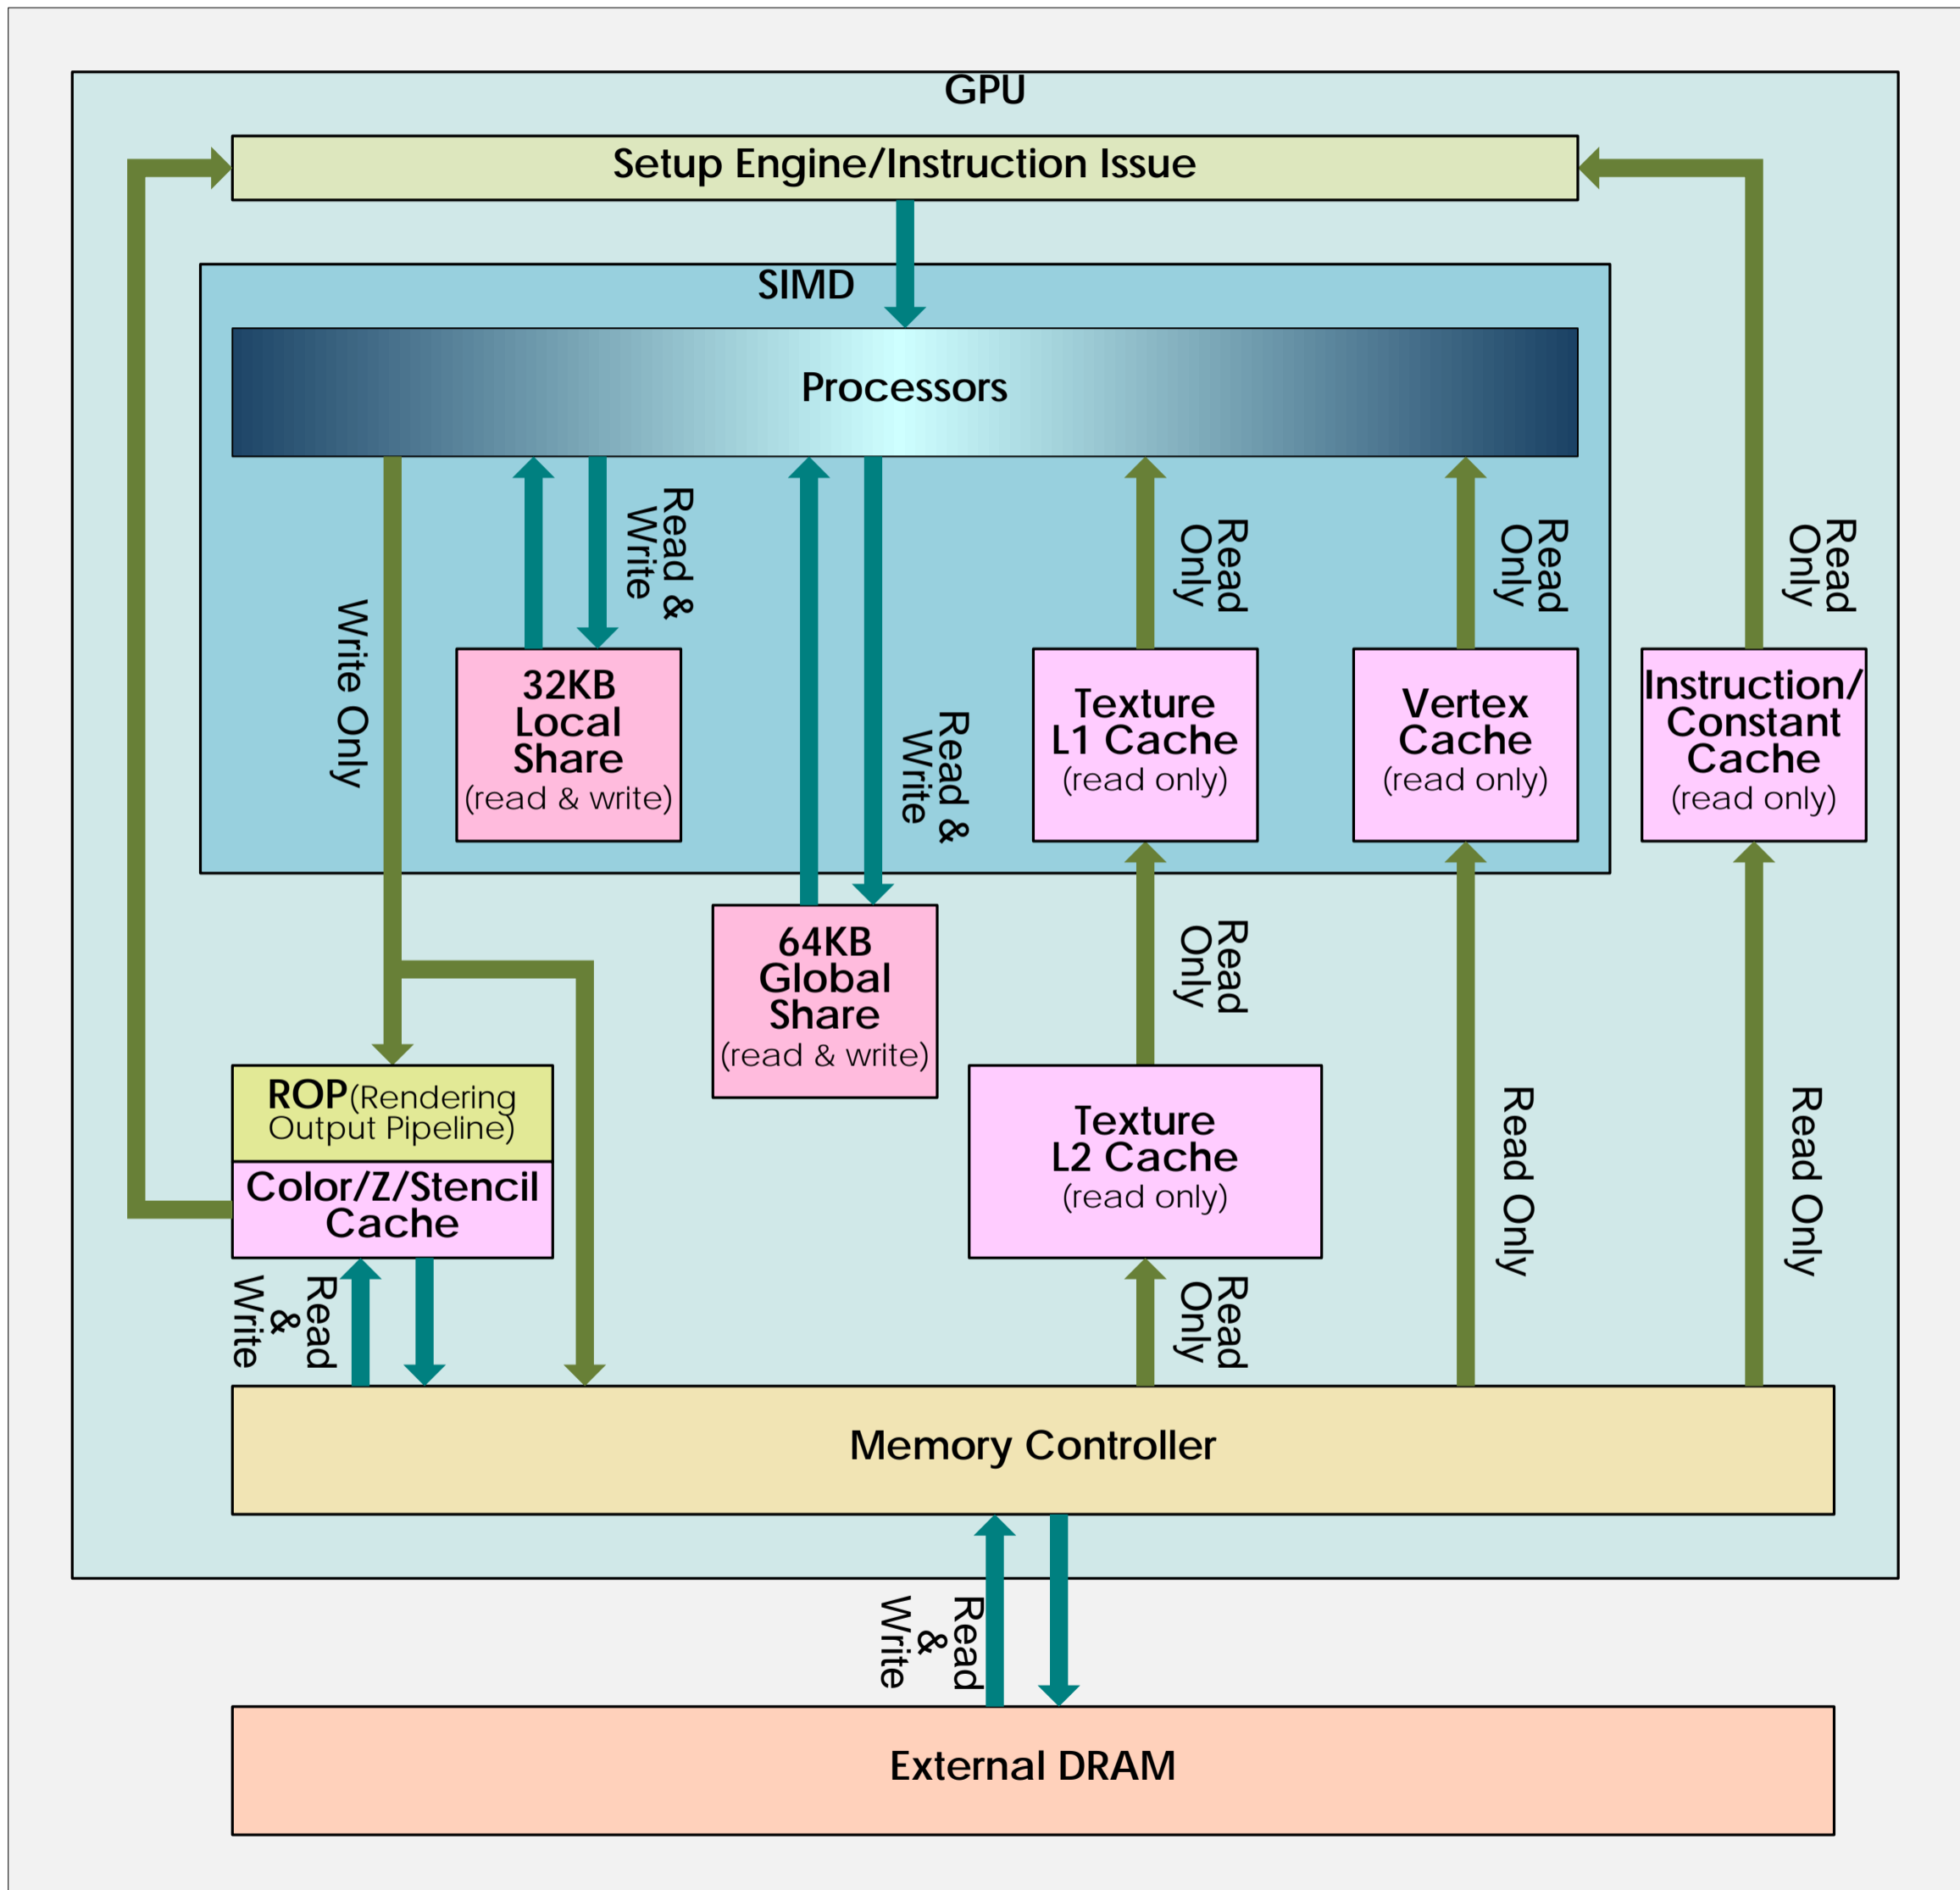 GPU
Setup Engine/Instruction Issue
SIMD
Processors
Read &
Write
Read
Only
Read
Only
Read
Only
Write Only
32KB
Local
Share
(read & write)
Read &
Write
Texture
L1 Cache
(read only)
Vertex
Cache
(read only)
Instruction/
Constant
Cache
(read only)
64KB
Global
Share
(read & write)
Read
Only
ROP(Rendering
Output Pipeline)
Color/Z/Stencil
Cache
Texture
L2 Cache
(read only)
Read Only
Read Only
Read
&
Write
Read
Only
Memory Controller
Read
&
Write
External DRAM